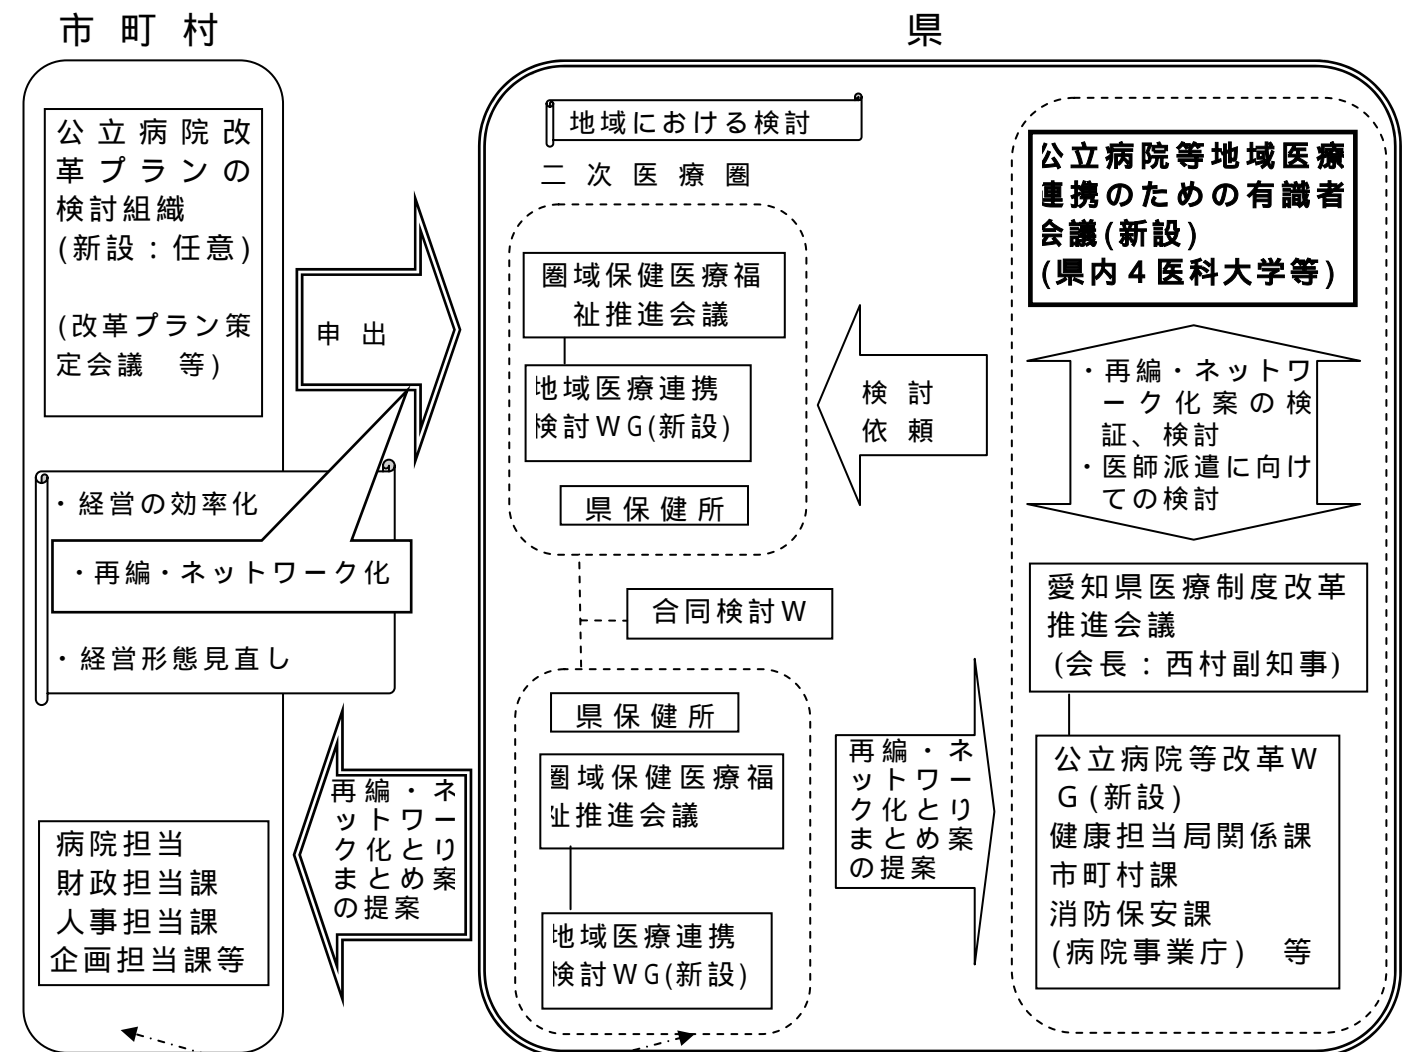 市町村
県
公立病院改
革プランの
検討組織
(新設：任意)
(改革プラン策
定会議　等)
・経営の効率化
・再編・ネットワーク化
・経営形態見直し
病院担当
財政担当課
人事担当課
企画担当課等
申出
再編・ネ
ットワー
ク化とり
まとめ案
の提案
地域における検討
二次医療圏
圏域保健医療福
祉推進会議
地域医療連携
検討WG(新設)
県保健所
合同検討W
県保健所
圏域保健医療福
祉推進会議
地域医療連携
検討WG(新設)
検討
依頼
再編・ネ
ットワー
ク化とり
まとめ案
の提案
公立病院等地域医療
連携のための有識者
会議(新設)
(県内４医科大学等)
・再編・ネットワ
ーク化案の検
証、検討
・医師派遣に向け
ての検討
愛知県医療制度改革
推進会議
(会長：西村副知事)
公立病院等改革W
G(新設)
健康担当局関係課
市町村課
消防保安課
(病院事業庁)　等